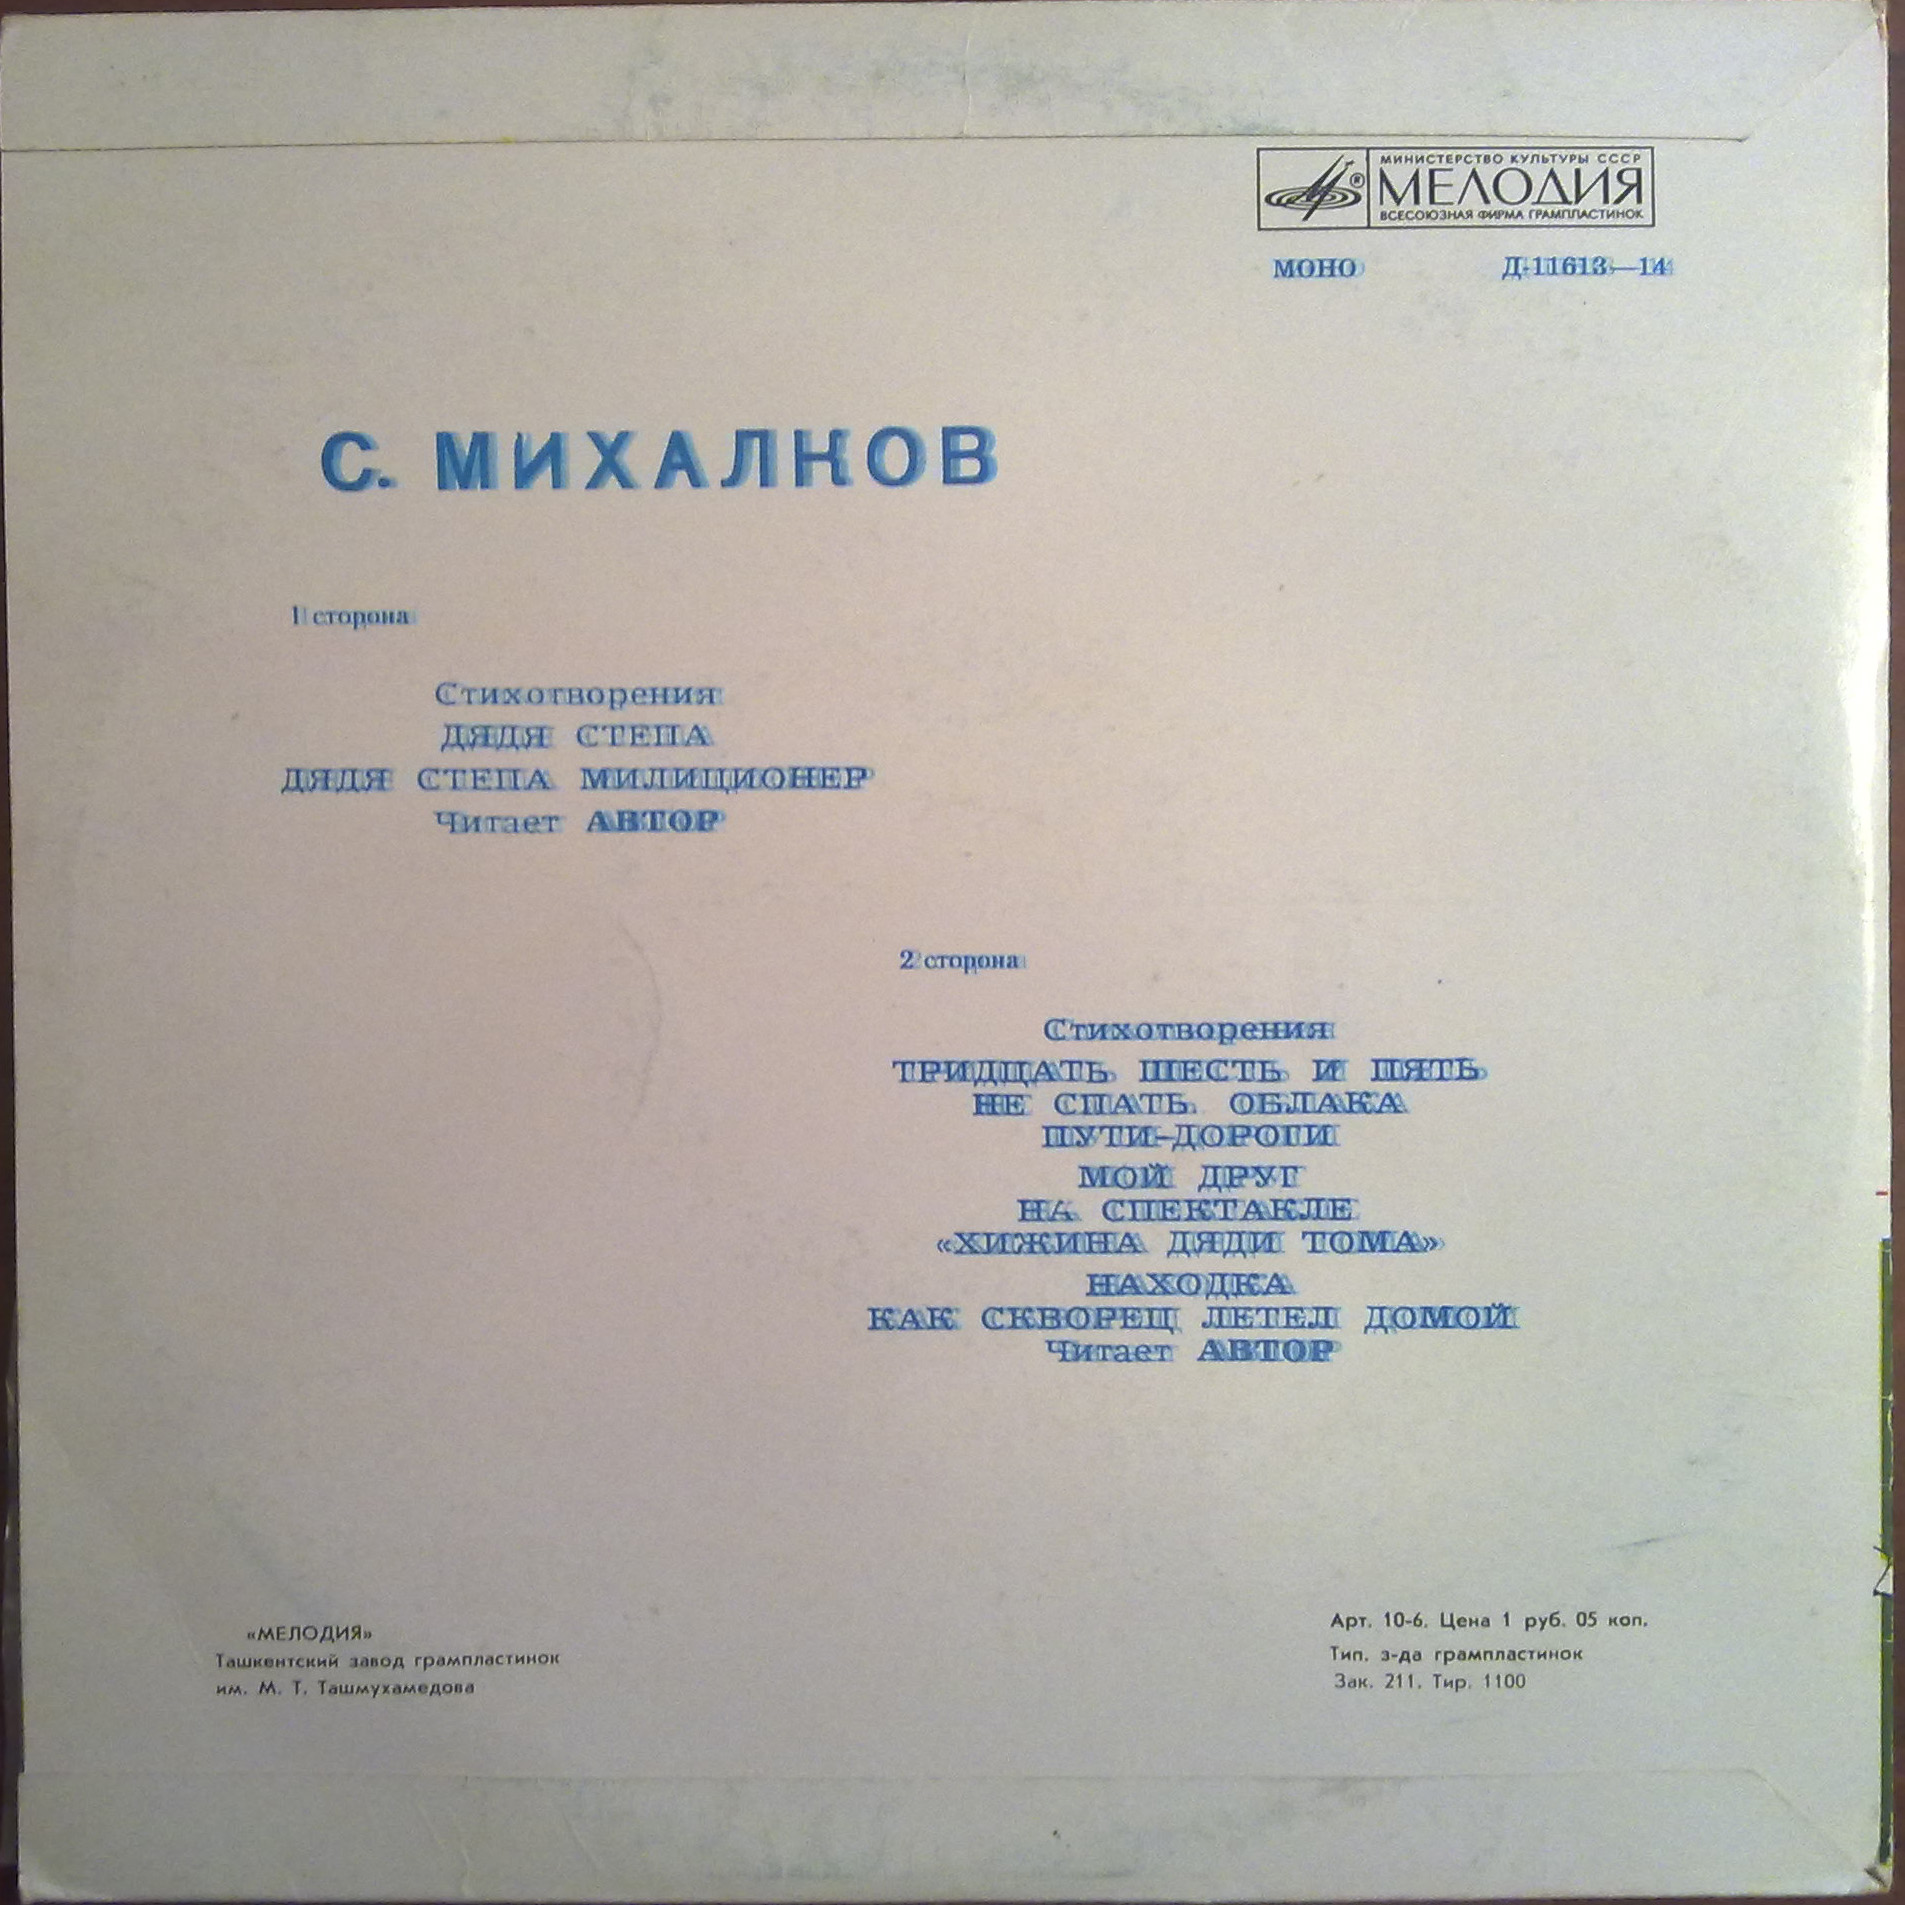 МИНИСТЕРСТВО КУЛЬТУРЫ СССР
МЕЛОДИЯ
ВСЕСОЮЗНАЯ ФИРМА ГРАМПЛАСТИНОК
МОНО Д-11613—14
С. МИХАЛКОВ
1 сторона
Стихотворения
ДЯДЯ СТЕПА
ДЯДЯ СТЕПА МИЛИЦИОНЕР
Читает АВТОР
2 сторона
Стихотворения
ТРИДЦАТЬ ШЕСТЬ И ПЯТЬ
НЕ СПАТЬ. ОБЛАКА
ПУТИ-ДОРОГИ
МОЙ ДРУГ
НА СПЕКТАКЛЕ
«ХИЖИНА ДЯДИ ТОМА»
НАХОДКА
КАК СКВОРЕЦ ЛЕТЕЛ ДОМОЙ
Читает АВТОР
«МЕЛОДИЯ»
Ташкентский завод грампластинок
им. М. Т. Ташмухамедова
Арт. 10-6. Цена 1 руб. 05 коп.
Тип. з-да грампластинок
Зак. 211. Тир. 1100